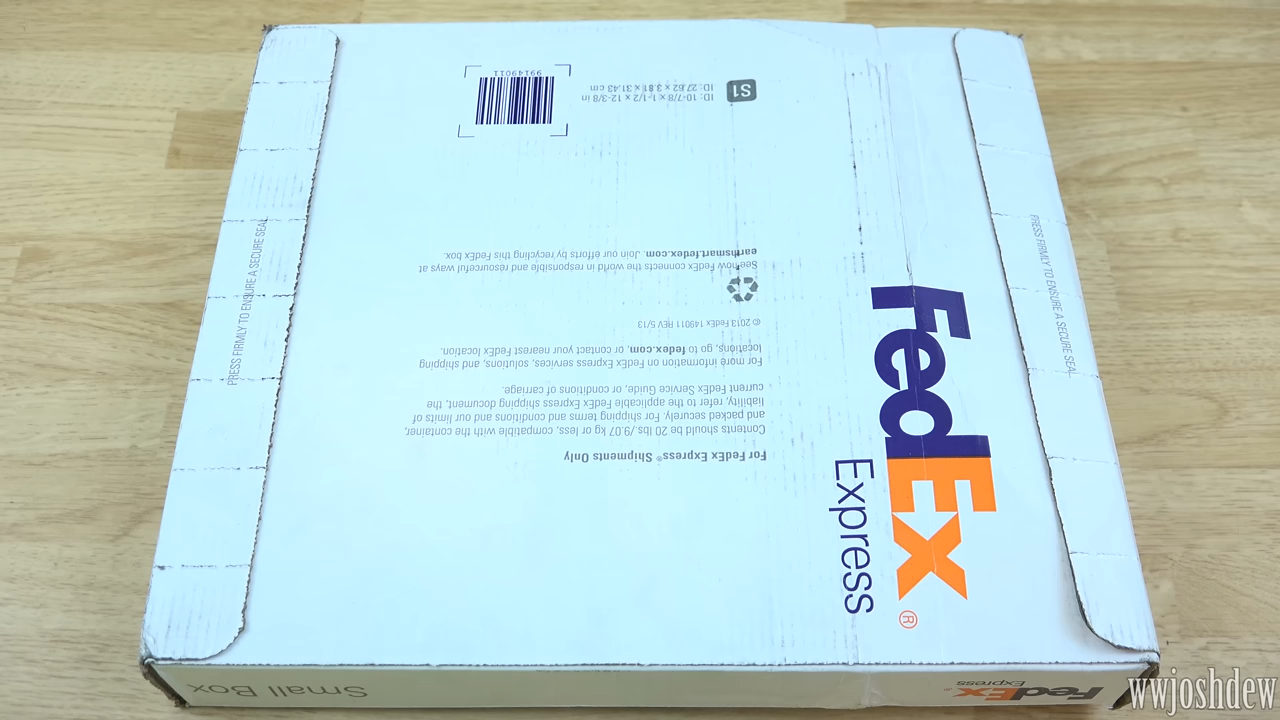 FedEx®
Express
For FedEx Express® Shipments Only
Contents should be 20 lbs./9.07 kg or less, compatible with the container,
and packed securely. For shipping terms and conditions and our limits of
liability, refer to the applicable FedEx Express shipping document, the
current FedEx Service Guide, or conditions of carriage.
For more information on FedEx Express services, solutions, and shipping
locations, go to fedex.com, or contact your nearest FedEx location.
© 2013 FedEx 149011 REV 5/13
See how FedEx connects the world in responsible and resourceful ways at
earthsmart.fedex.com. Join our efforts by recycling this FedEx box.
S1
ID: 10-7/8 x 1-1/2 x 12-3/8 in
ID: 27.62 x 3.81 x 31.43 cm
99149011
PRESS FIRMLY TO ENSURE A SECURE SEAL
PRESS FIRMLY TO ENSURE A SECURE SEAL
Small Box
FedEx®
Express
wwjoshdew